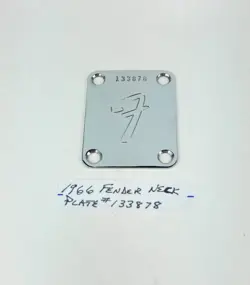 133878
F
1966 FENDER NECK
PLATE # 133878